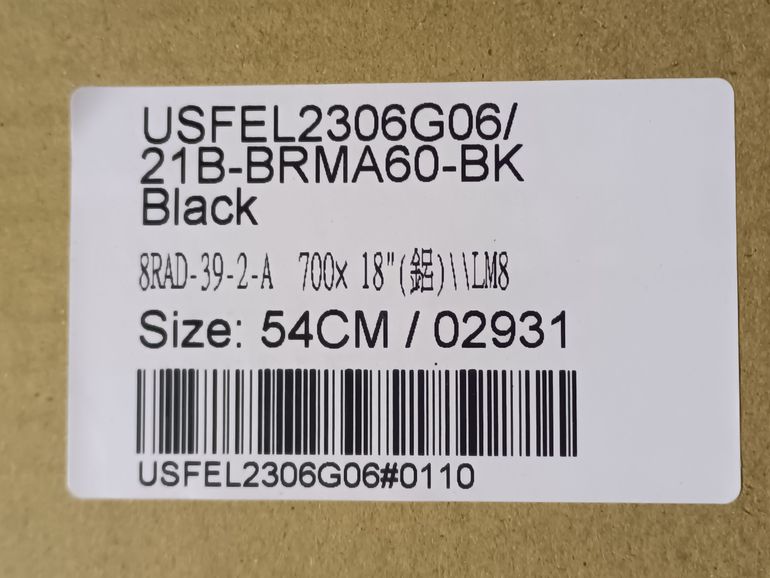 USFEL2306G06/
21B-BRMA60-BK
Black
8RAD-39-2-A 700x 18"(鋁)\\LM8
Size: 54CM / 02931
USFEL2306G06#0110